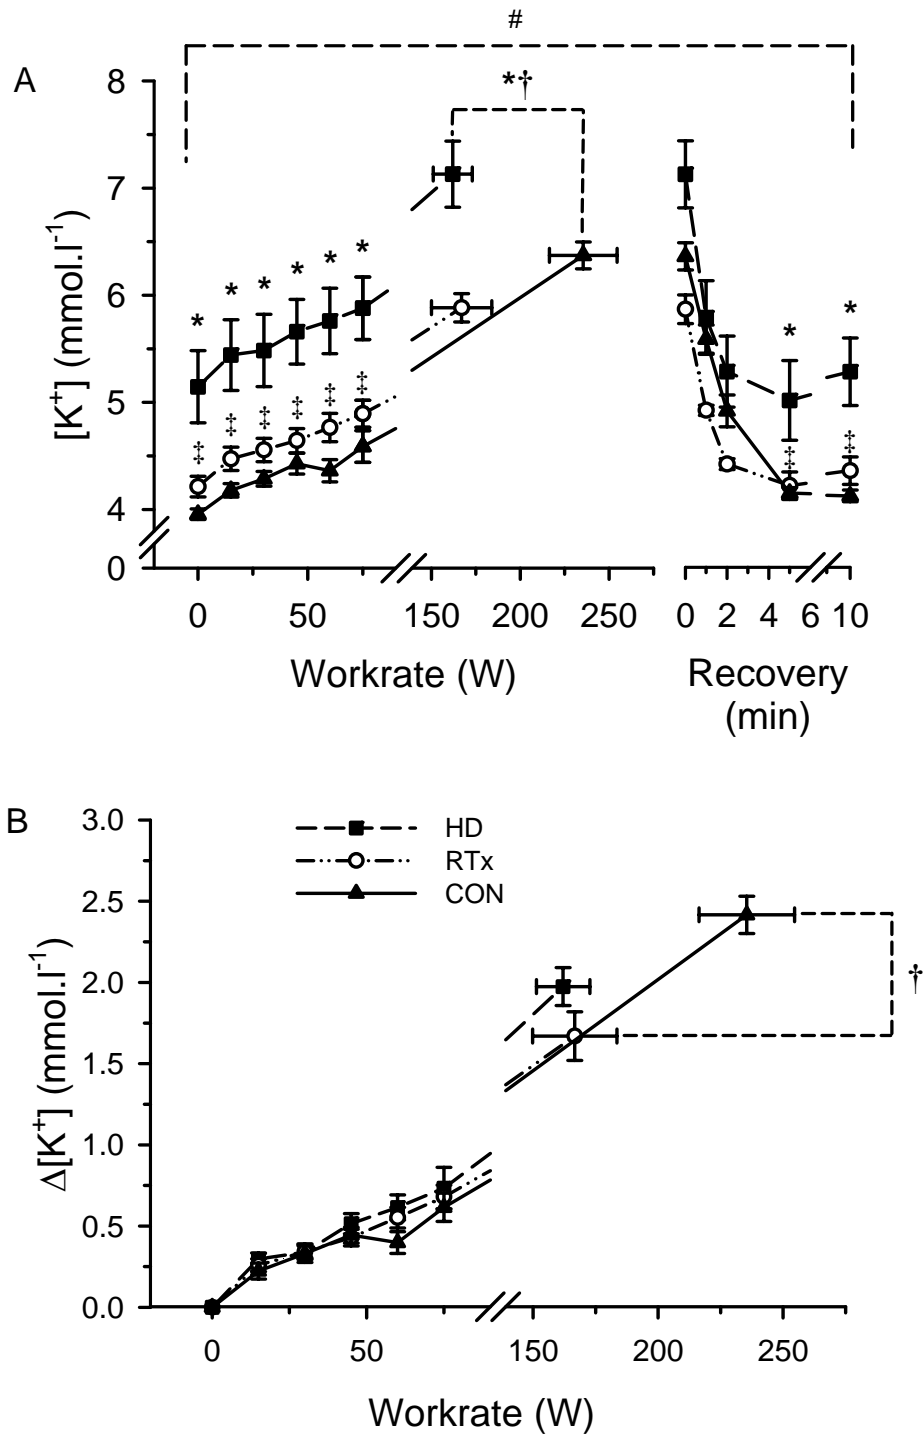 #
A
*†
[K+] (mmol.l-1)
8
7
6
5
4
0
* * * * * *
‡ ‡ ‡ ‡ ‡ ‡
* *
‡ ‡
0 50 150 200 250
0 2 4 6 10
Workrate (W)
Recovery
(min)
B
Δ[K+] (mmol.l-1)
3.0
2.5
2.0
1.5
1.0
0.5
0.0
HD
RTx
CON
†
0 50 150 200 250
Workrate (W)